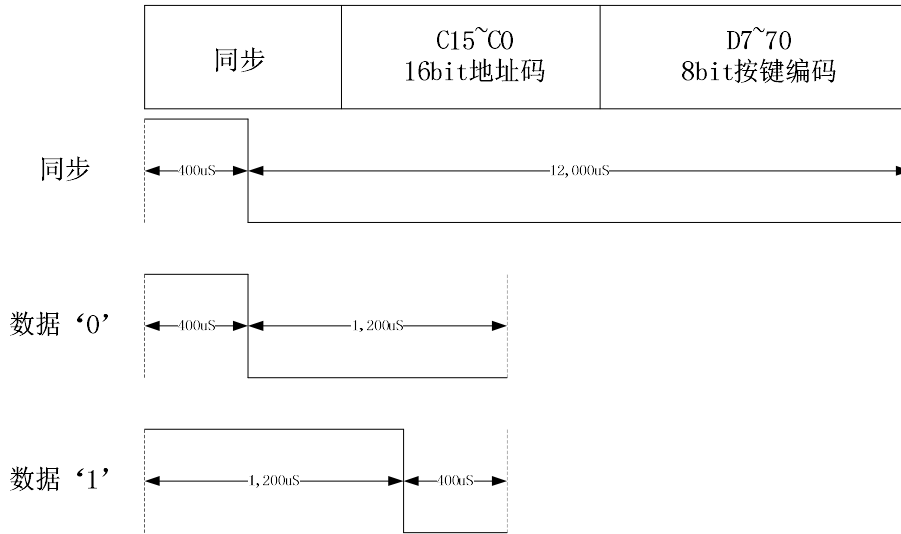 同步
C15~C0
16bit地址码
D7~70
8bit按键编码
同步
400uS
12,000uS
数据‘0’
400uS
1,200uS
数据‘1’
1,200uS
400uS